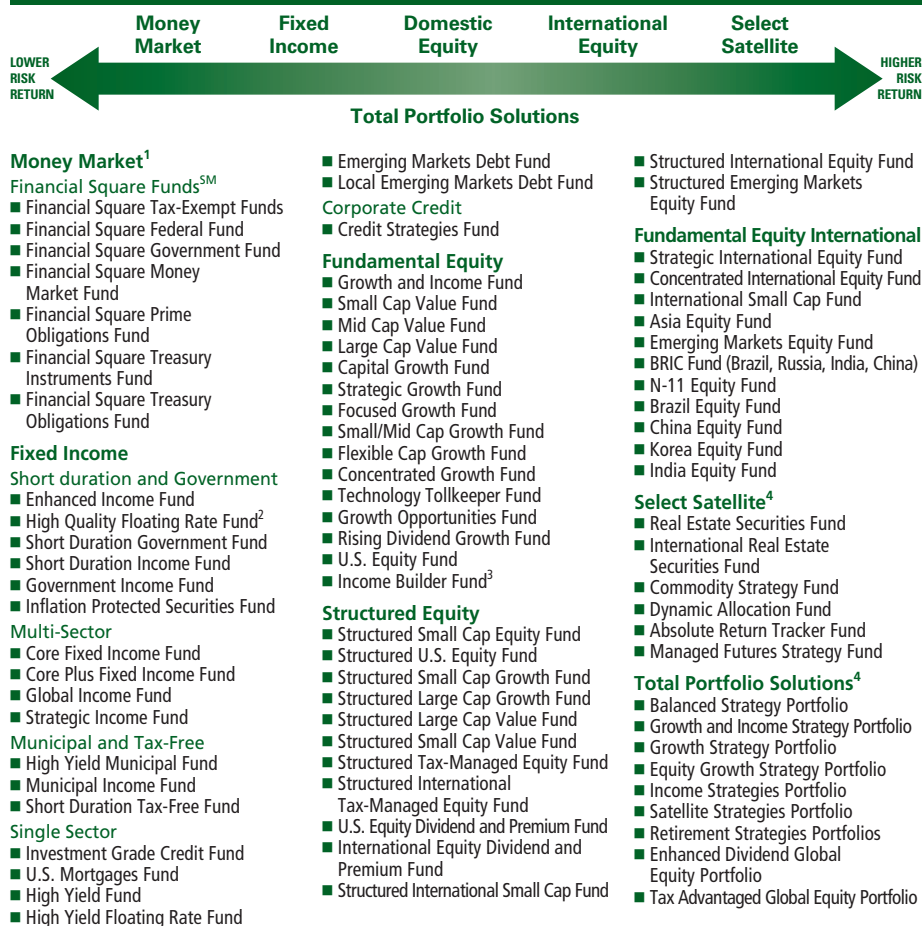 Money Market
Fixed Income
Domestic Equity
International Equity
Select Satellite
LOWER RISK RETURN
HIGHER RISK RETURN
Total Portfolio Solutions
Money Market1
Financial Square FundsSM
■ Financial Square Tax-Exempt Funds
■ Financial Square Federal Fund
■ Financial Square Government Fund
■ Financial Square Money
Market Fund
■ Financial Square Prime
Obligations Fund
■ Financial Square Treasury
Instruments Fund
■ Financial Square Treasury
Obligations Fund
Fixed Income
Short duration and Government
■ Enhanced Income Fund
■ High Quality Floating Rate Fund2
■ Short Duration Government Fund
■ Short Duration Income Fund
■ Government Income Fund
■ Inflation Protected Securities Fund
Multi-Sector
■ Core Fixed Income Fund
■ Core Plus Fixed Income Fund
■ Global Income Fund
■ Strategic Income Fund
Municipal and Tax-Free
■ High Yield Municipal Fund
■ Municipal Income Fund
■ Short Duration Tax-Free Fund
Single Sector
■ Investment Grade Credit Fund
■ U.S. Mortgages Fund
■ High Yield Fund
■ High Yield Floating Rate Fund
■ Emerging Markets Debt Fund
■ Local Emerging Markets Debt Fund
Corporate Credit
■ Credit Strategies Fund
Fundamental Equity
■ Growth and Income Fund
■ Small Cap Value Fund
■ Mid Cap Value Fund
■ Large Cap Value Fund
■ Capital Growth Fund
■ Strategic Growth Fund
■ Focused Growth Fund
■ Small/Mid Cap Growth Fund
■ Flexible Cap Growth Fund
■ Concentrated Growth Fund
■ Technology Tollkeeper Fund
■ Growth Opportunities Fund
■ Rising Dividend Growth Fund
■ U.S. Equity Fund
■ Income Builder Fund3
Structured Equity
■ Structured Small Cap Equity Fund
■ Structured U.S. Equity Fund
■ Structured Small Cap Growth Fund
■ Structured Large Cap Growth Fund
■ Structured Large Cap Value Fund
■ Structured Small Cap Value Fund
■ Structured Tax-Managed Equity Fund
■ Structured International
Tax-Managed Equity Fund
■ U.S. Equity Dividend and Premium Fund
■ International Equity Dividend and
Premium Fund
■ Structured International Small Cap Fund
■ Structured International Equity Fund
■ Structured Emerging Markets
Equity Fund
Fundamental Equity International
■ Strategic International Equity Fund
■ Concentrated International Equity Fund
■ International Small Cap Fund
■ Asia Equity Fund
■ Emerging Markets Equity Fund
■ BRIC Fund (Brazil, Russia, India, China)
■ N-11 Equity Fund
■ Brazil Equity Fund
■ China Equity Fund
■ Korea Equity Fund
■ India Equity Fund
Select Satellite4
■ Real Estate Securities Fund
■ International Real Estate
Securities Fund
■ Commodity Strategy Fund
■ Dynamic Allocation Fund
■ Absolute Return Tracker Fund
■ Managed Futures Strategy Fund
Total Portfolio Solutions4
■ Balanced Strategy Portfolio
■ Growth and Income Strategy Portfolio
■ Growth Strategy Portfolio
■ Equity Growth Strategy Portfolio
■ Income Strategies Portfolio
■ Satellite Strategies Portfolio
■ Retirement Strategies Portfolios
■ Enhanced Dividend Global
Equity Portfolio
■ Tax Advantaged Global Equity Portfolio